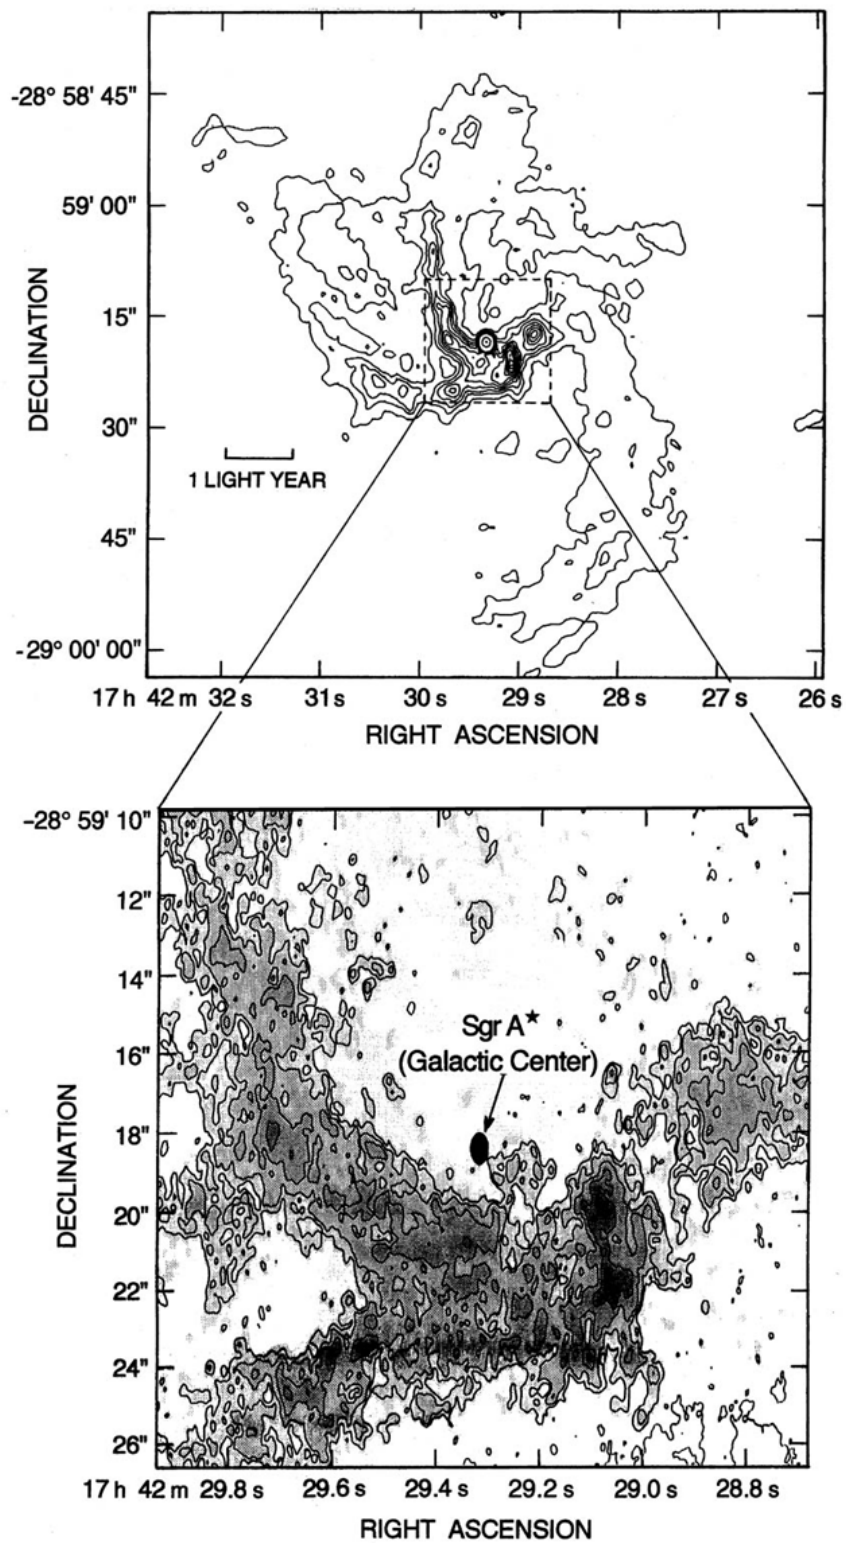 -28° 58' 45"
59' 00"
15"
30"
45"
-29° 00' 00"
DECLINATION
1 LIGHT YEAR
17 h 42 m 32 s 31 s 30 s 29 s 28 s 27 s 26 s
RIGHT ASCENSION
-28° 59' 10"
12"
14"
16"
18"
20"
22"
24"
26"
DECLINATION
Sgr A★
(Galactic Center)
17 h 42 m 29.8 s 29.6 s 29.4 s 29.2 s 29.0 s 28.8 s
RIGHT ASCENSION